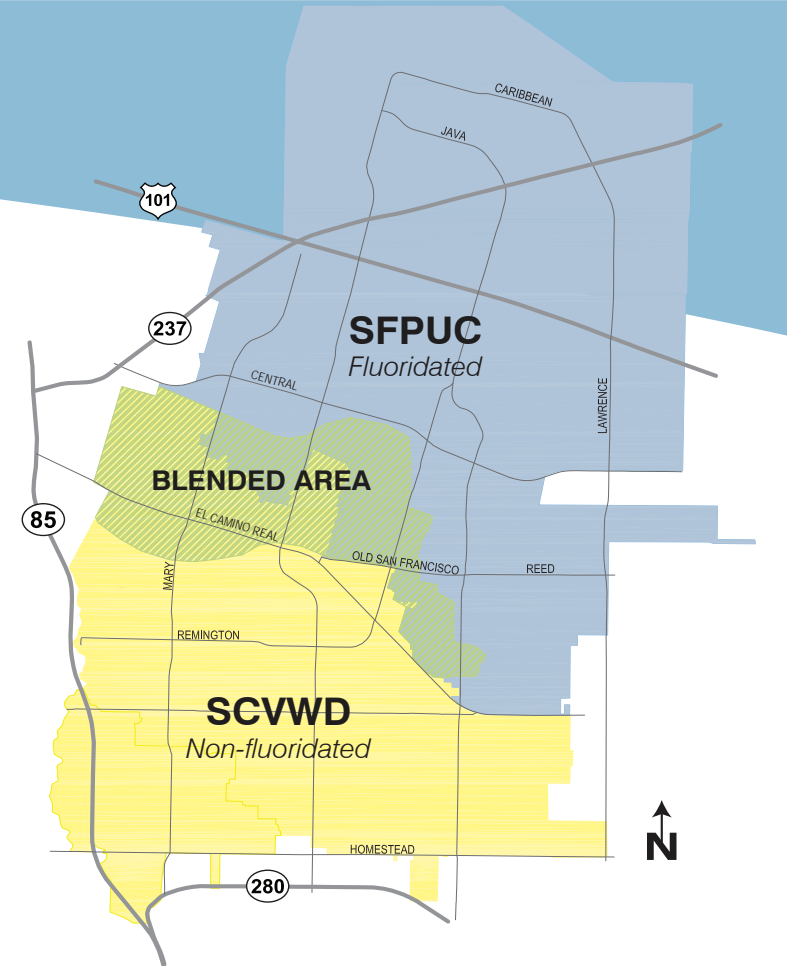 CARIBBEAN
JAVA
101
237
SFPUC
Fluoridated
CENTRAL
LAWRENCE
BLENDED AREA
85
EL CAMINO REAL
OLD SAN FRANCISCO
REED
MARY
REMINGTON
SCVWD
Non-fluoridated
HOMESTEAD
N
280